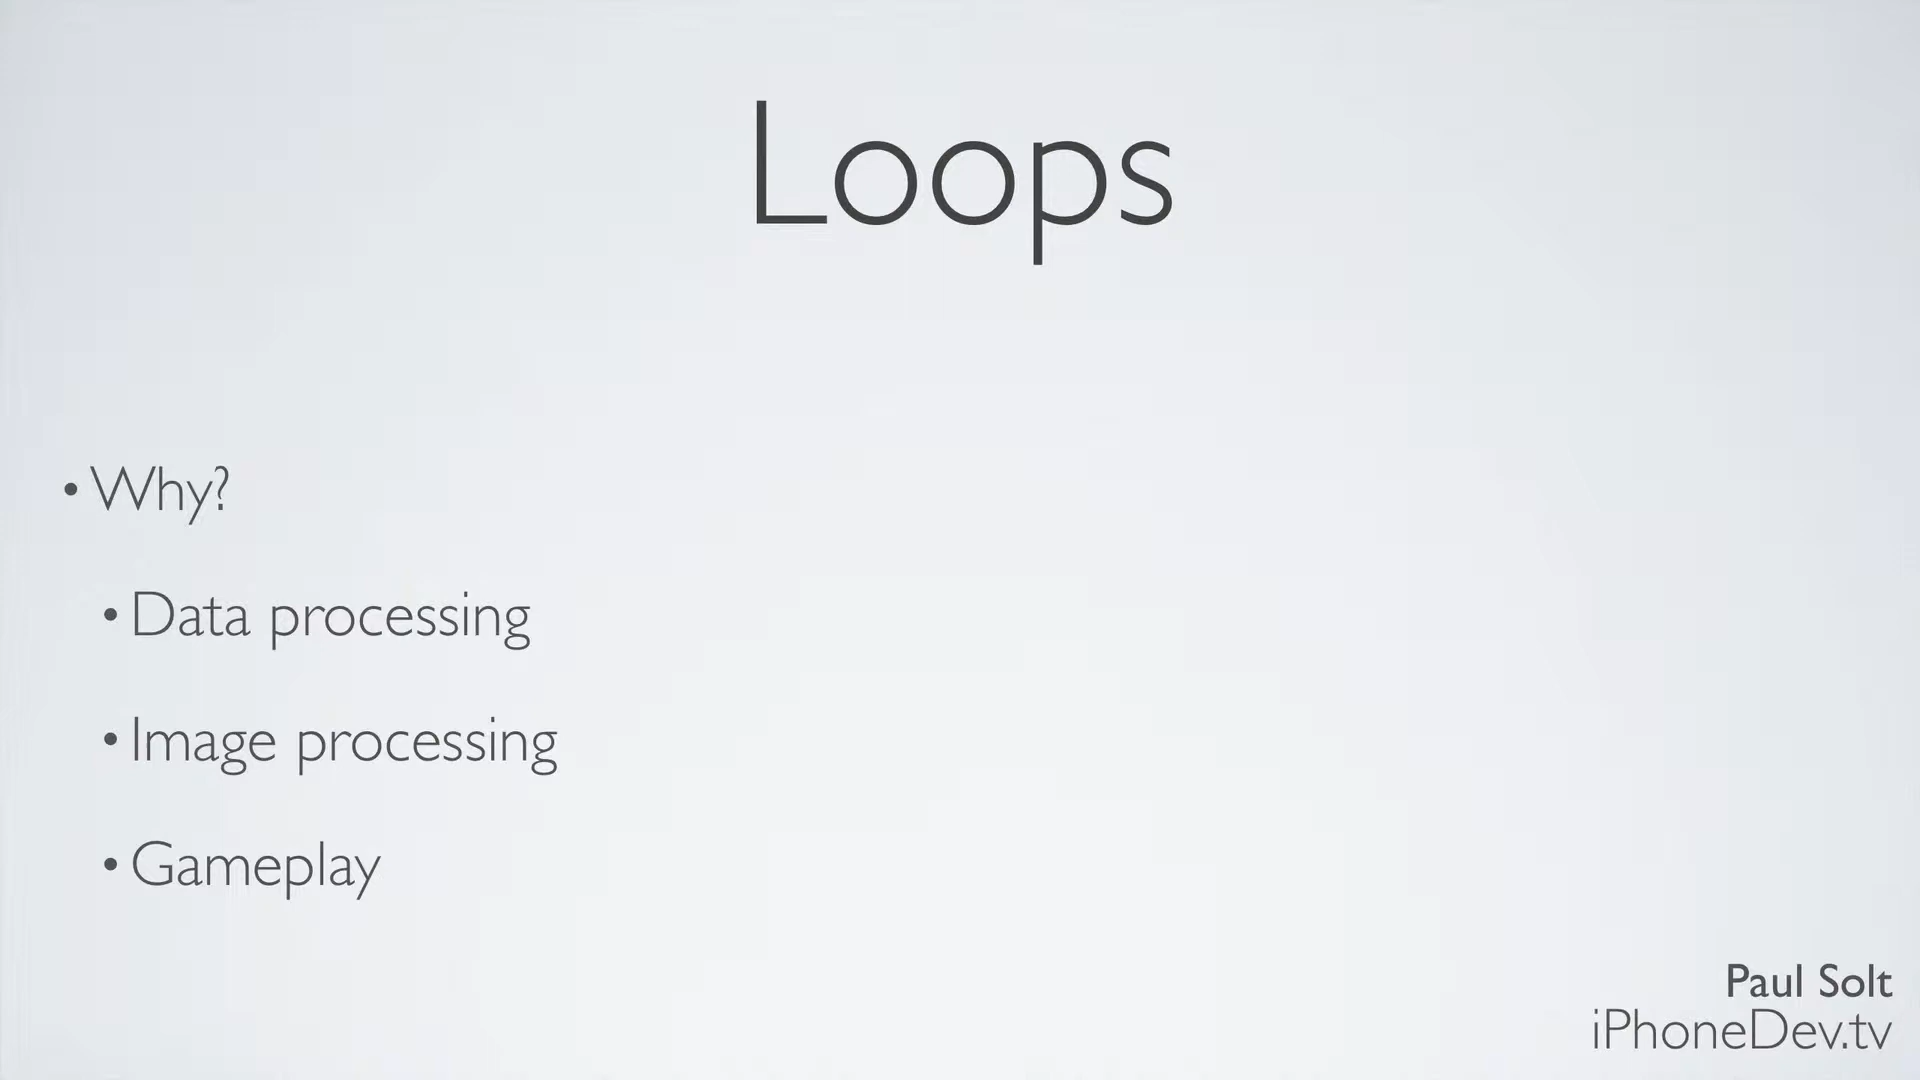 Loops
• Why?
• Data processing
• Image processing
• Gameplay
Paul Solt
iPhoneDev.tv